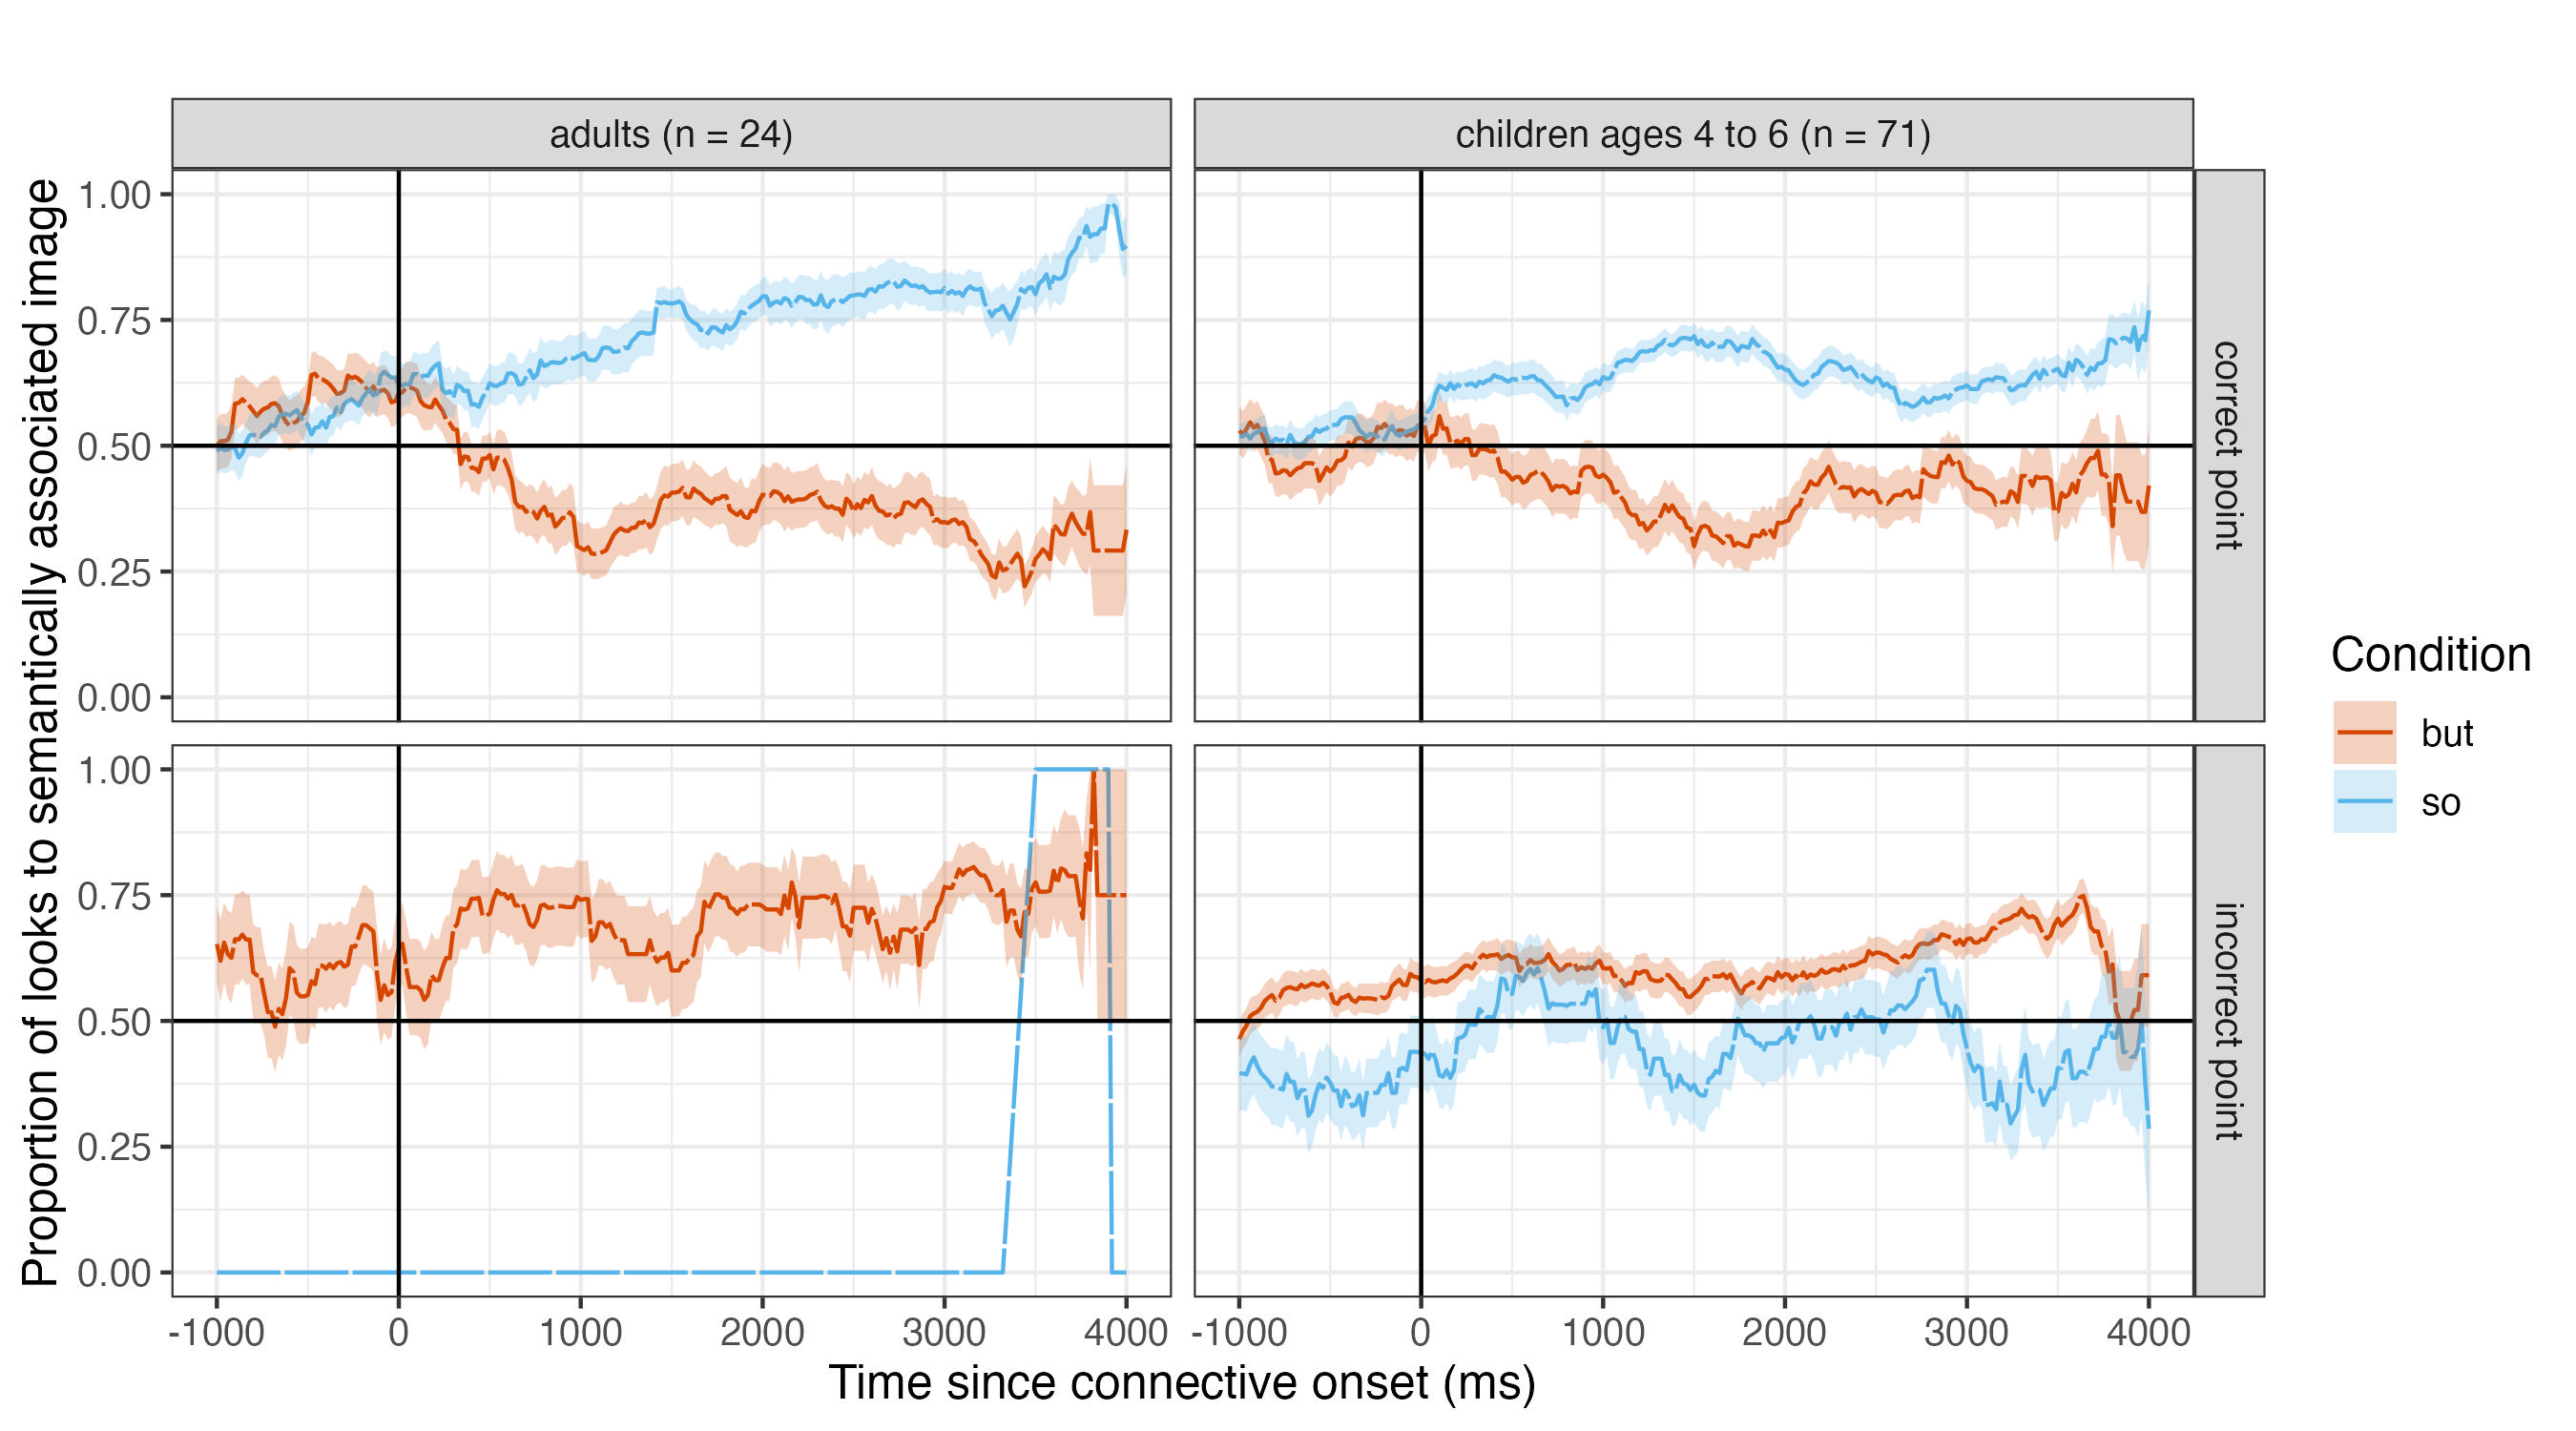 adults (n = 24)
children ages 4 to 6 (n = 71)
Proportion of looks to semantically associated image
1.00
0.75
0.50
0.25
0.00
correct point
1.00
0.75
0.50
0.25
0.00
incorrect point
-1000 0 1000 2000 3000 4000
-1000 0 1000 2000 3000 4000
Time since connective onset (ms)
Condition
but
so